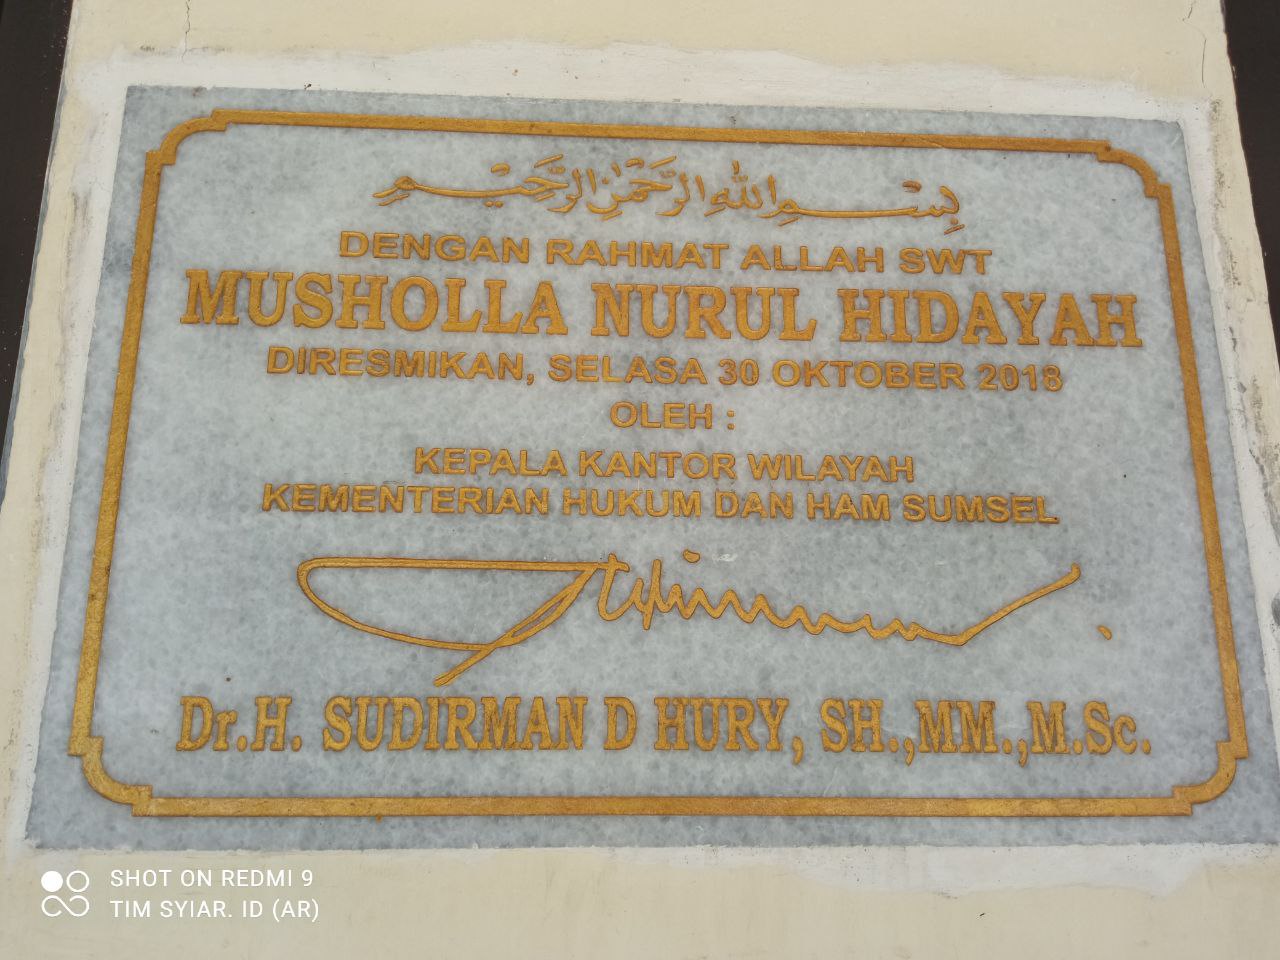 بِسْمِ اللهِ الرَّحْمٰنِ الرَّحِيْمِ
DENGAN RAHMAT ALLAH SWT
MUSHOLLA NURUL HIDAYAH
DIRESMIKAN, SELASA 30 OKTOBER 2018
OLEH :
KEPALA KANTOR WILAYAH
KEMENTERIAN HUKUM DAN HAM SUMSEL
Dr.H. SUDIRMAN D HURY, SH.,MM.,M.Sc.
SHOT ON REDMI 9
TIM SYIAR. ID (AR)